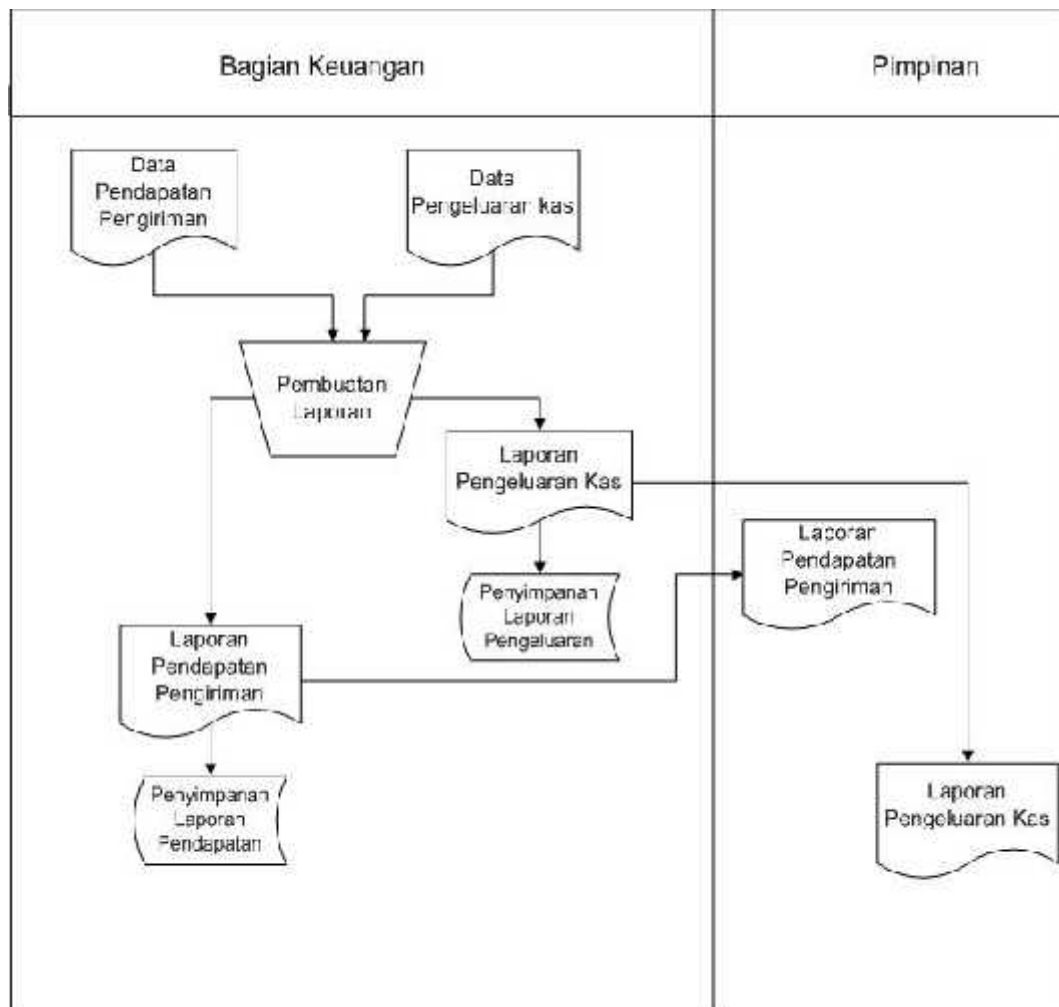 Bagian Keuangan
Pimpinan
Data
Pendapatan
Pengiriman
Data
Pengeluaran kas
Pembuatan
Laporan
Laporan
Pengeluaran Kas
Laporan
Pendapatan
Pengiriman
Penyimpanan
Laporan
Pengeluaran
Laporan
Pendapatan
Pengiriman
Penyimpanan
Laporan
Pendapatan
Laporan
Pengeluaran Kas